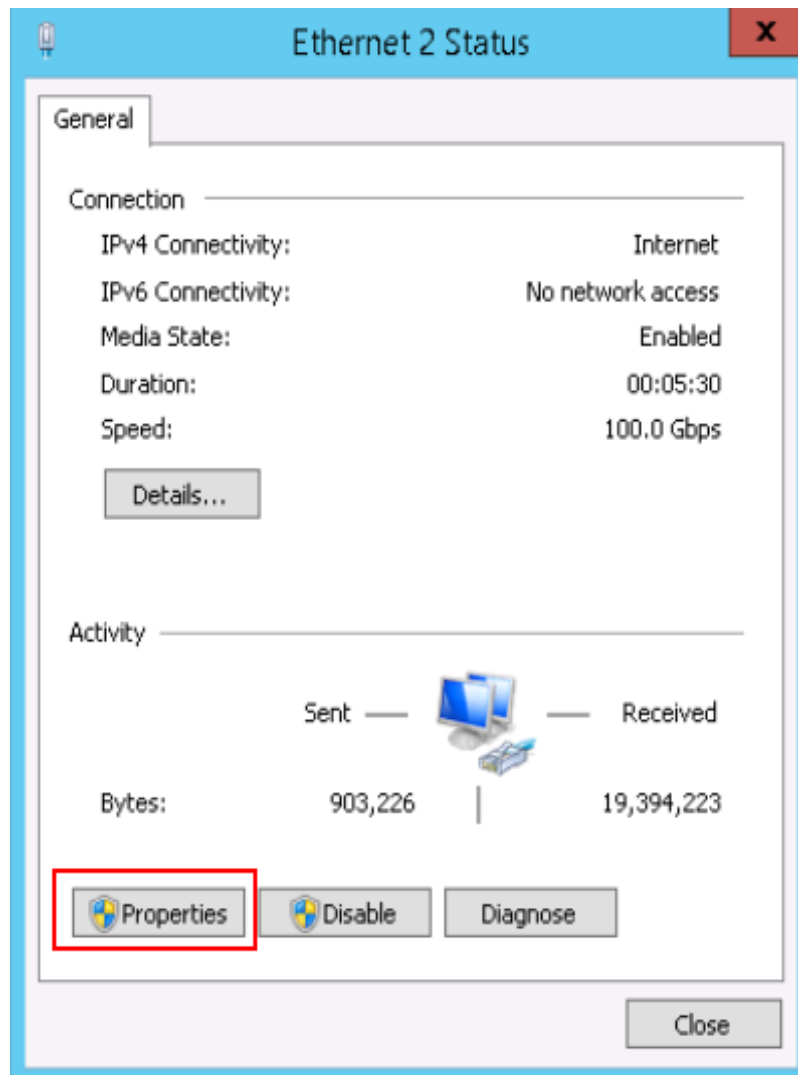 Ethernet 2 Status
x
General
Connection
IPv4 Connectivity: Internet
IPv6 Connectivity: No network access
Media State: Enabled
Duration: 00:05:30
Speed: 100.0 Gbps
Details...
Activity
Sent Received
Bytes: 903,226 19,394,223
Properties Disable Diagnose
Close